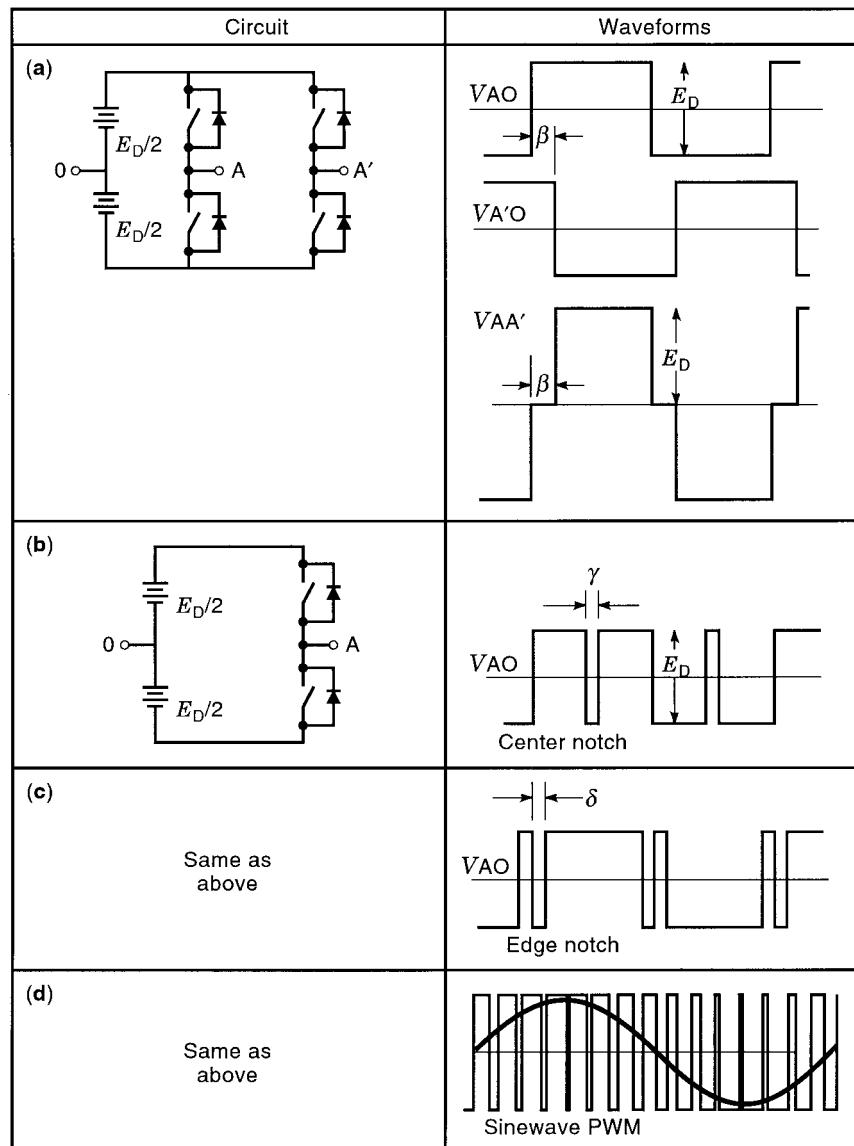 Circuit
Waveforms
(a)
0
E_D/2
E_D/2
A
A′
VAO
E_D
β
VA′O
VAA′
E_D
β
(b)
0
E_D/2
E_D/2
A
γ
VAO
E_D
Center notch
(c)
Same as
above
δ
VAO
Edge notch
(d)
Same as
above
Sinewave PWM